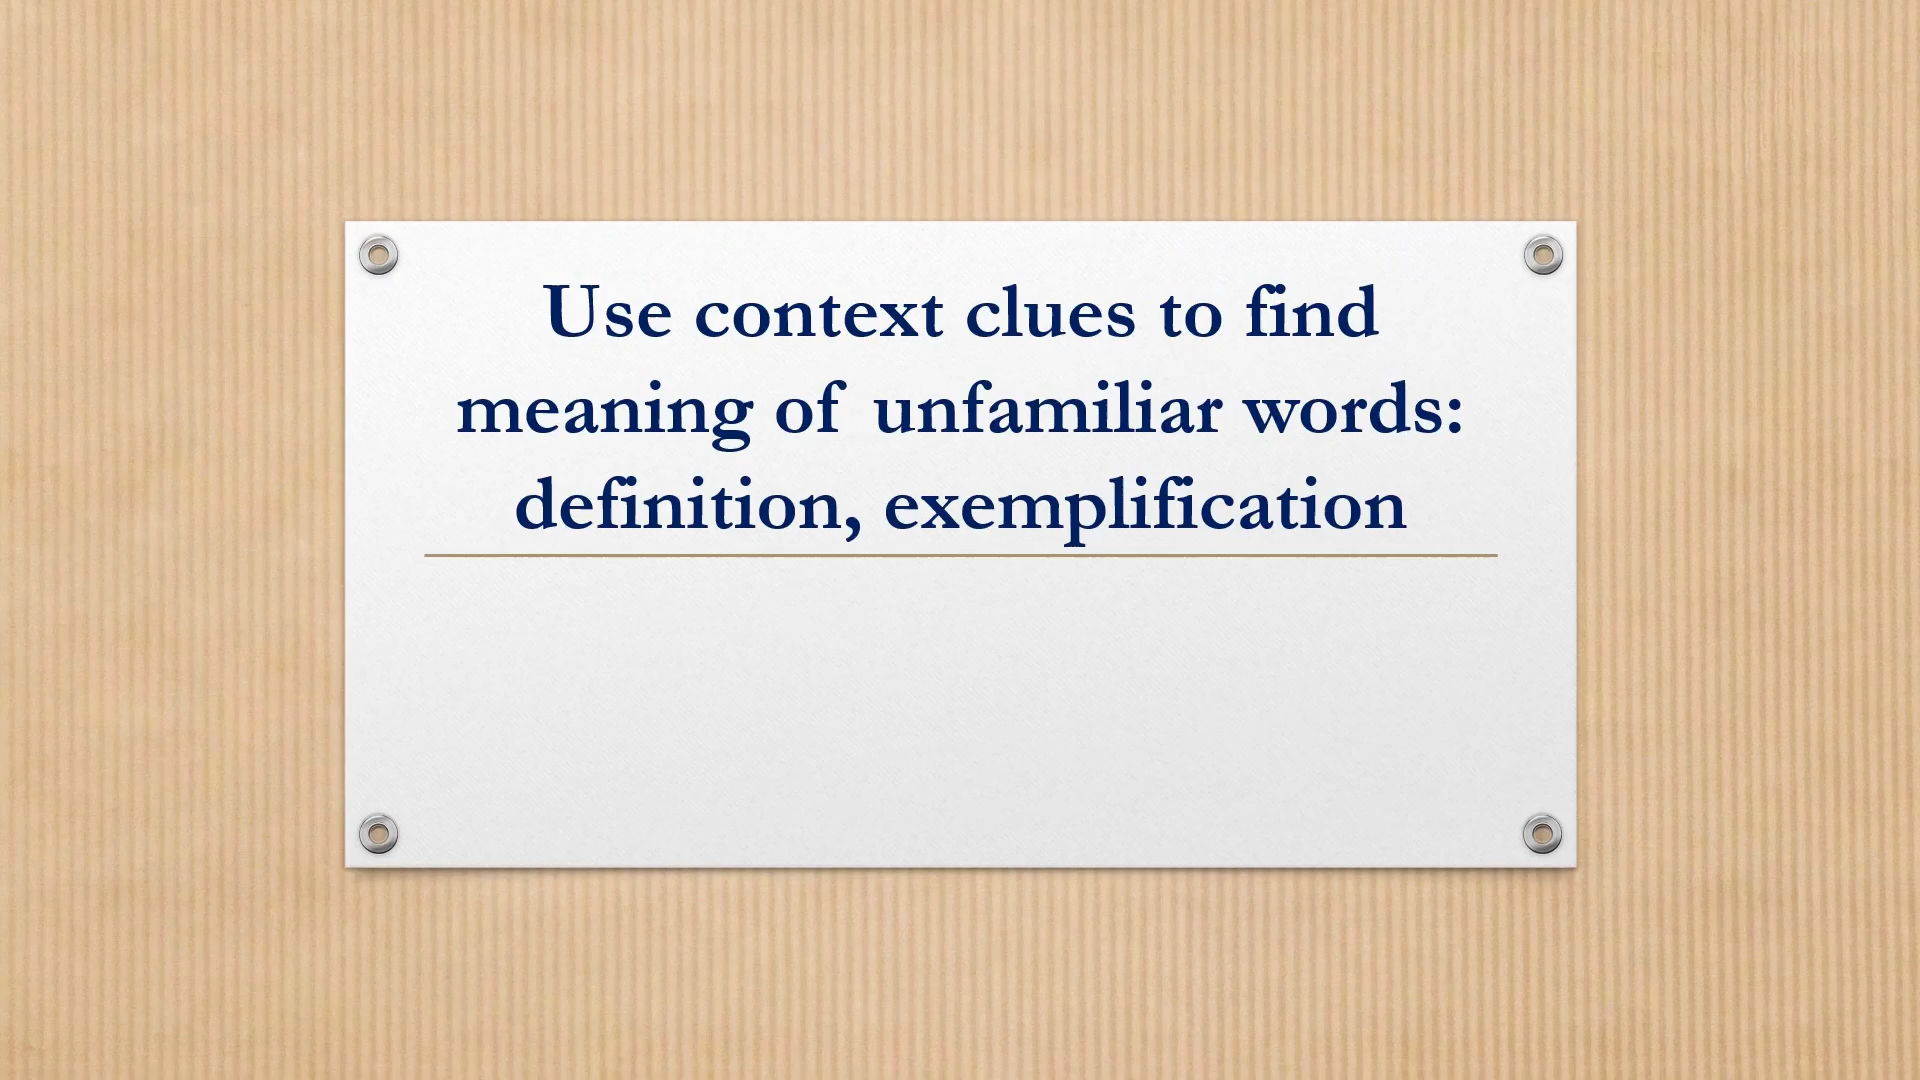 Use context clues to find
meaning of unfamiliar words:
definition, exemplification